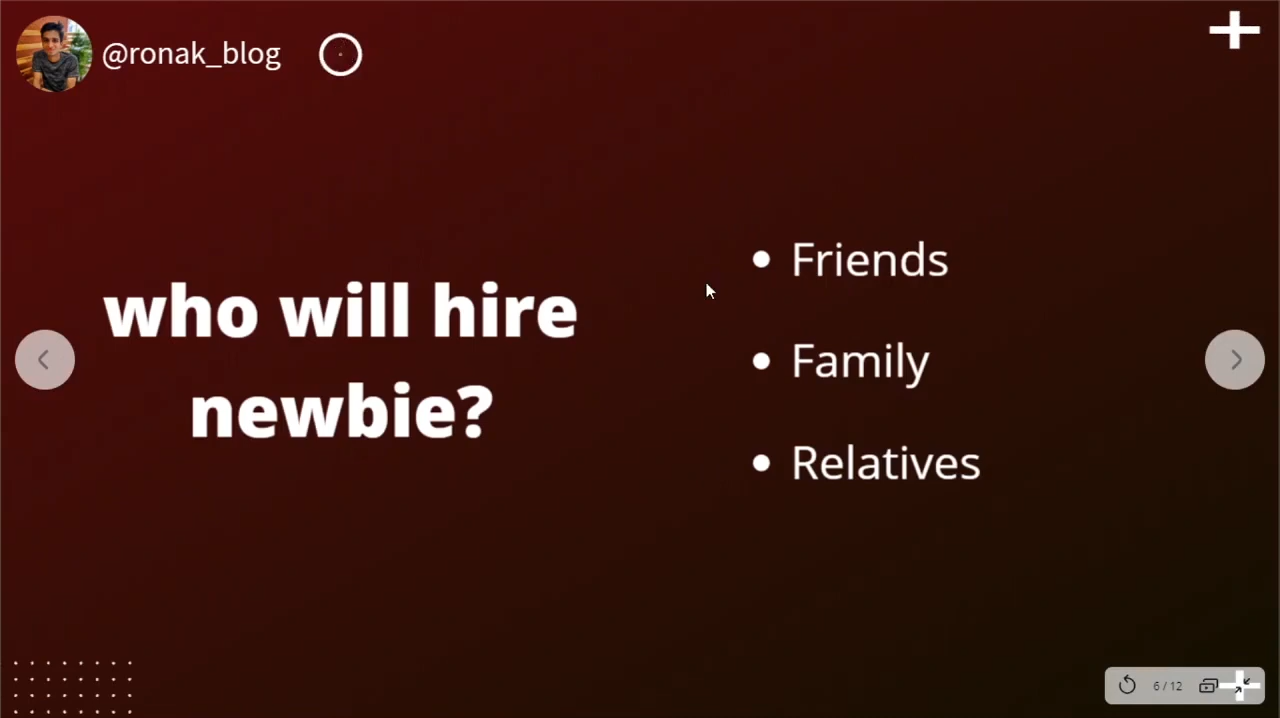 @ronak_blog
who will hire
newbie?
• Friends
• Family
• Relatives
6 / 12